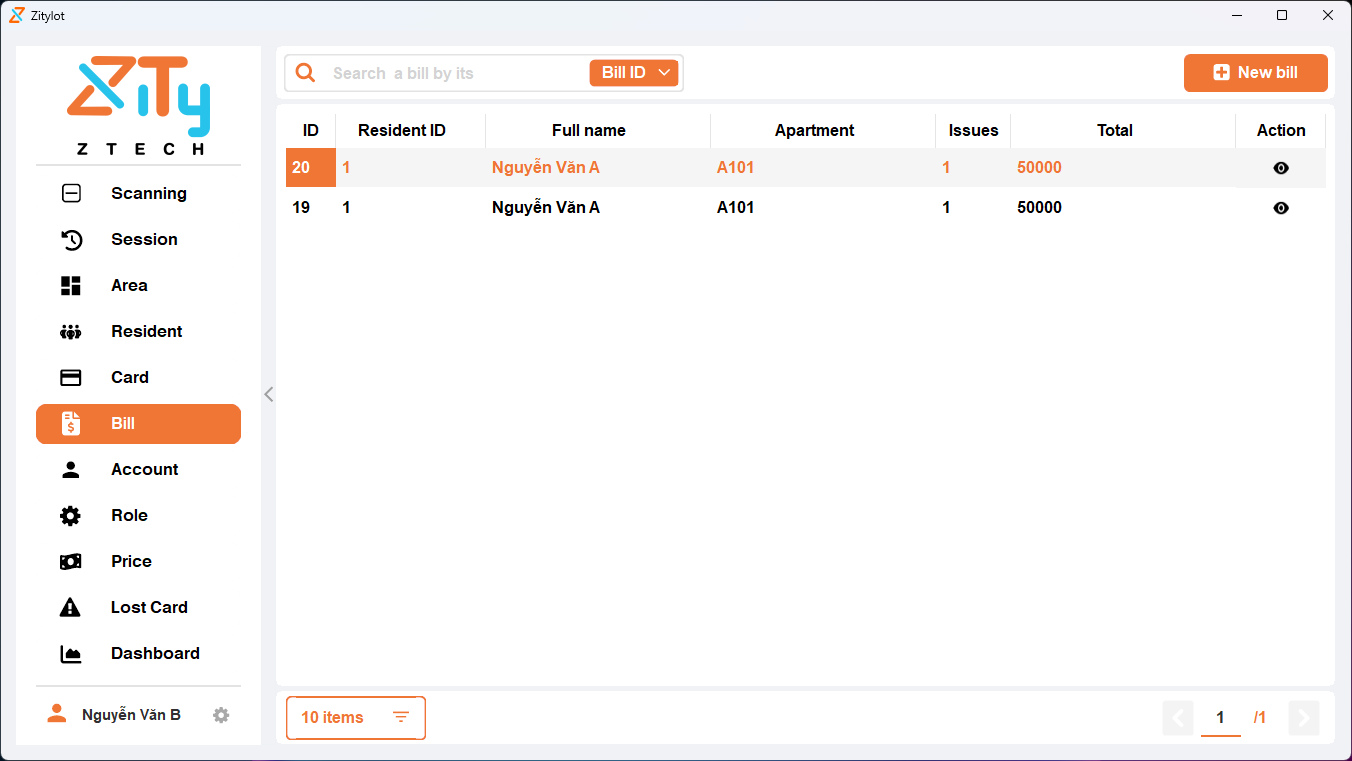 Zitylot
ZiTy
Z T E C H
Scanning
Session
Area
Resident
Card
Bill
Account
Role
Price
Lost Card
Dashboard
Nguyễn Văn B
Search a bill by its
Bill ID
New bill
ID Resident ID Full name Apartment Issues Total Action
20 1 Nguyễn Văn A A101 1 50000
19 1 Nguyễn Văn A A101 1 50000
10 items
1 /1